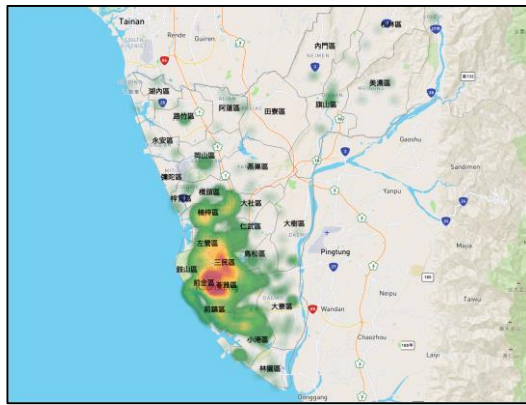 Tainan
Rende
Guiren
內門區
NEIMEN
美濃區
湖內區
阿蓮區
田寮區
旗山區
路竹區
Gaoshu
永安區
岡山區
燕巢區
Sandimen
彌陀區
梓官區
橋頭區
大社區
Yanpu
楠梓區
仁武區
大樹區
左營區
鳥松區
Majia
三民區
Pingtung
鼓山區
前金區
苓雅區
Neipu
前鎮區
大寮區
Wandan
Taiwu
小港區
Chaozhou
林園區
Laiyi
Donggang